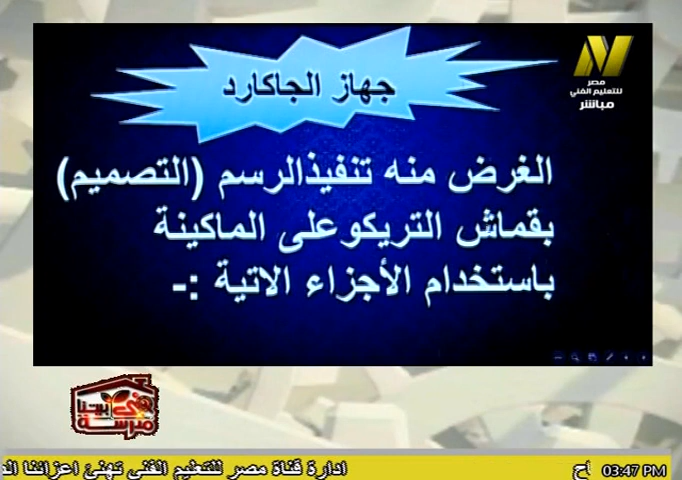 جهاز الجاكارد
مصر
للتعليم الفني
مباشر
الغرض منه تنفيذالرسم (التصميم)
بقماش التريكوعلى الماكينة
باستخدام الأجزاء الاتية :-
مدرسة
ادارة قناة مصر للتعليم الفني تهنئ اعزائنا
03:47 PM